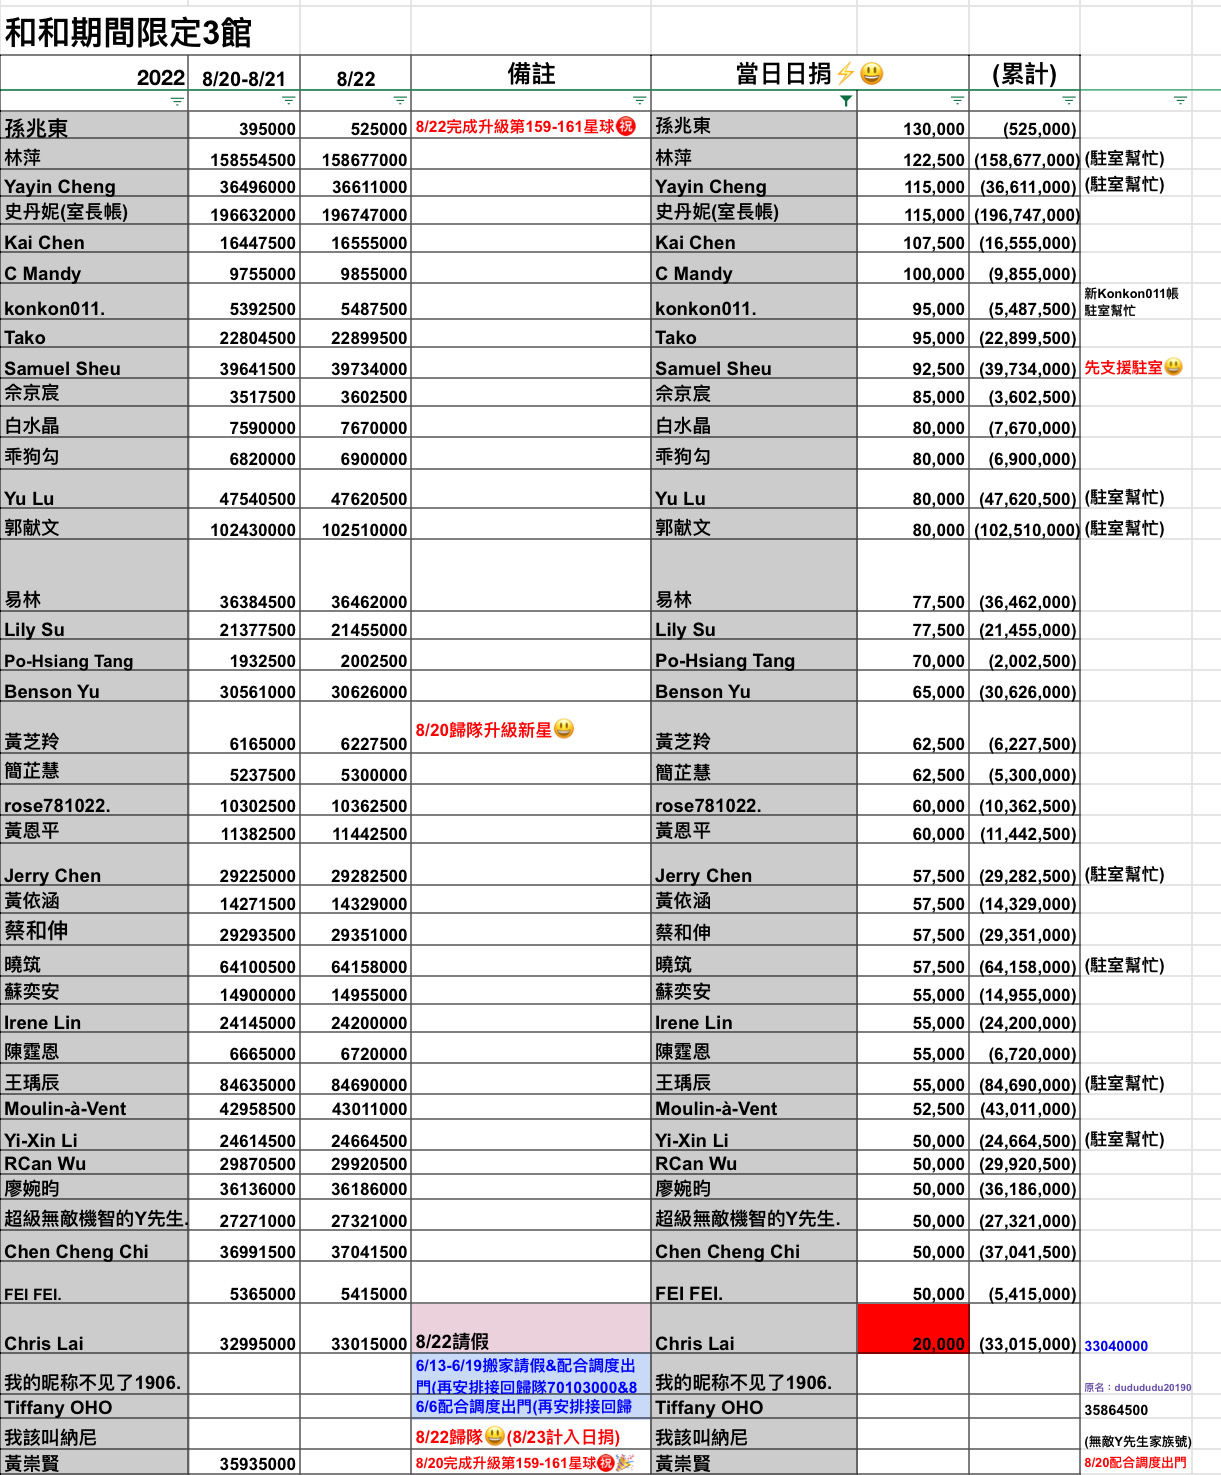 和和期間限定3館
2022 8/20-8/21 8/22 備註 當日日捐⚡😃 (累計)
孫兆東 395000 525000 8/22完成升級第159-161星球㊗ 孫兆東 130,000 (525,000)
林萍 158554500 158677000 林萍 122,500 (158,677,000) (駐室幫忙)
Yayin Cheng 36496000 36611000 Yayin Cheng 115,000 (36,611,000) (駐室幫忙)
史丹妮(室長帳) 196632000 196747000 史丹妮(室長帳) 115,000 (196,747,000)
Kai Chen 16447500 16555000 Kai Chen 107,500 (16,555,000)
C Mandy 9755000 9855000 C Mandy 100,000 (9,855,000)
konkon011. 5392500 5487500 konkon011. 95,000 (5,487,500) 新Konkon011帳
駐室幫忙
Tako 22804500 22899500 Tako 95,000 (22,899,500)
Samuel Sheu 39641500 39734000 Samuel Sheu 92,500 (39,734,000) 先支援駐室😃
佘京宸 3517500 3602500 佘京宸 85,000 (3,602,500)
白水晶 7590000 7670000 白水晶 80,000 (7,670,000)
乖狗勾 6820000 6900000 乖狗勾 80,000 (6,900,000)
Yu Lu 47540500 47620500 Yu Lu 80,000 (47,620,500) (駐室幫忙)
郭献文 102430000 102510000 郭献文 80,000 (102,510,000) (駐室幫忙)
易林 36384500 36462000 易林 77,500 (36,462,000)
Lily Su 21377500 21455000 Lily Su 77,500 (21,455,000)
Po-Hsiang Tang 1932500 2002500 Po-Hsiang Tang 70,000 (2,002,500)
Benson Yu 30561000 30626000 Benson Yu 65,000 (30,626,000)
黃芝羚 6165000 6227500 8/20歸隊升級新星😃 黃芝羚 62,500 (6,227,500)
簡芷慧 5237500 5300000 簡芷慧 62,500 (5,300,000)
rose781022. 10302500 10362500 rose781022. 60,000 (10,362,500)
黃恩平 11382500 11442500 黃恩平 60,000 (11,442,500)
Jerry Chen 29225000 29282500 Jerry Chen 57,500 (29,282,500) (駐室幫忙)
黃依涵 14271500 14329000 黃依涵 57,500 (14,329,000)
蔡和伸 29293500 29351000 蔡和伸 57,500 (29,351,000)
曉筑 64100500 64158000 曉筑 57,500 (64,158,000) (駐室幫忙)
蘇奕安 14900000 14955000 蘇奕安 55,000 (14,955,000)
Irene Lin 24145000 24200000 Irene Lin 55,000 (24,200,000)
陳霆恩 6665000 6720000 陳霆恩 55,000 (6,720,000)
王瑀辰 84635000 84690000 王瑀辰 55,000 (84,690,000) (駐室幫忙)
Moulin-à-Vent 42958500 43011000 Moulin-à-Vent 52,500 (43,011,000)
Yi-Xin Li 24614500 24664500 Yi-Xin Li 50,000 (24,664,500) (駐室幫忙)
RCan Wu 29870500 29920500 RCan Wu 50,000 (29,920,500)
廖婉昀 36136000 36186000 廖婉昀 50,000 (36,186,000)
超級無敵機智的Y先生. 27271000 27321000 超級無敵機智的Y先生. 50,000 (27,321,000)
Chen Cheng Chi 36991500 37041500 Chen Cheng Chi 50,000 (37,041,500)
FEI FEI. 5365000 5415000 FEI FEI. 50,000 (5,415,000)
Chris Lai 32995000 33015000 8/22請假 Chris Lai 20,000 (33,015,000) 33040000
6/13-6/19搬家請假&配合調度出
我的昵称不见了1906. 門(再安排接回歸隊70103000&8 我的昵称不见了1906. 原名：dudududu20190
Tiffany OHO 6/6配合調度出門(再安排接回歸 Tiffany OHO 35864500
我該叫納尼 8/22歸隊😃(8/23計入日捐) 我該叫納尼 (無敵Y先生家族號)
黃崇賢 35935000 8/20完成升級第159-161星球㊗🎉 黃崇賢 8/20配合調度出門